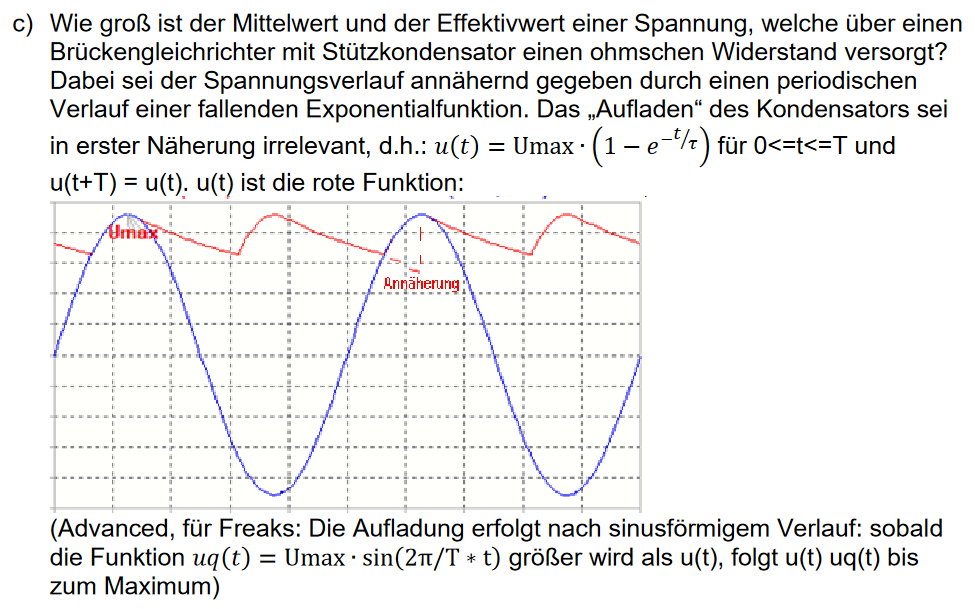 c) Wie groß ist der Mittelwert und der Effektivwert einer Spannung, welche über einen
Brückengleichrichter mit Stützkondensator einen ohmschen Widerstand versorgt?
Dabei sei der Spannungsverlauf annähernd gegeben durch einen periodischen
Verlauf einer fallenden Exponentialfunktion. Das „Aufladen“ des Kondensators sei
in erster Näherung irrelevant, d.h.: u(t) = Umax · (1 − e^(−t/τ)) für 0<=t<=T und
u(t+T) = u(t). u(t) ist die rote Funktion:
Umax
Annäherung
(Advanced, für Freaks: Die Aufladung erfolgt nach sinusförmigem Verlauf: sobald
die Funktion uq(t) = Umax · sin(2π/T ∗ t) größer wird als u(t), folgt u(t) uq(t) bis
zum Maximum)